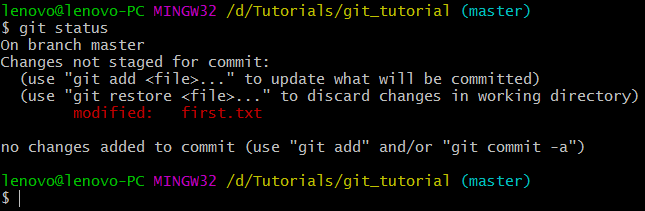 lenovo@lenovo-PC MINGW32 /d/Tutorials/git_tutorial (master)
$ git status
On branch master
Changes not staged for commit:
  (use "git add <file>..." to update what will be committed)
  (use "git restore <file>..." to discard changes in working directory)
        modified:   first.txt

no changes added to commit (use "git add" and/or "git commit -a")

lenovo@lenovo-PC MINGW32 /d/Tutorials/git_tutorial (master)
$